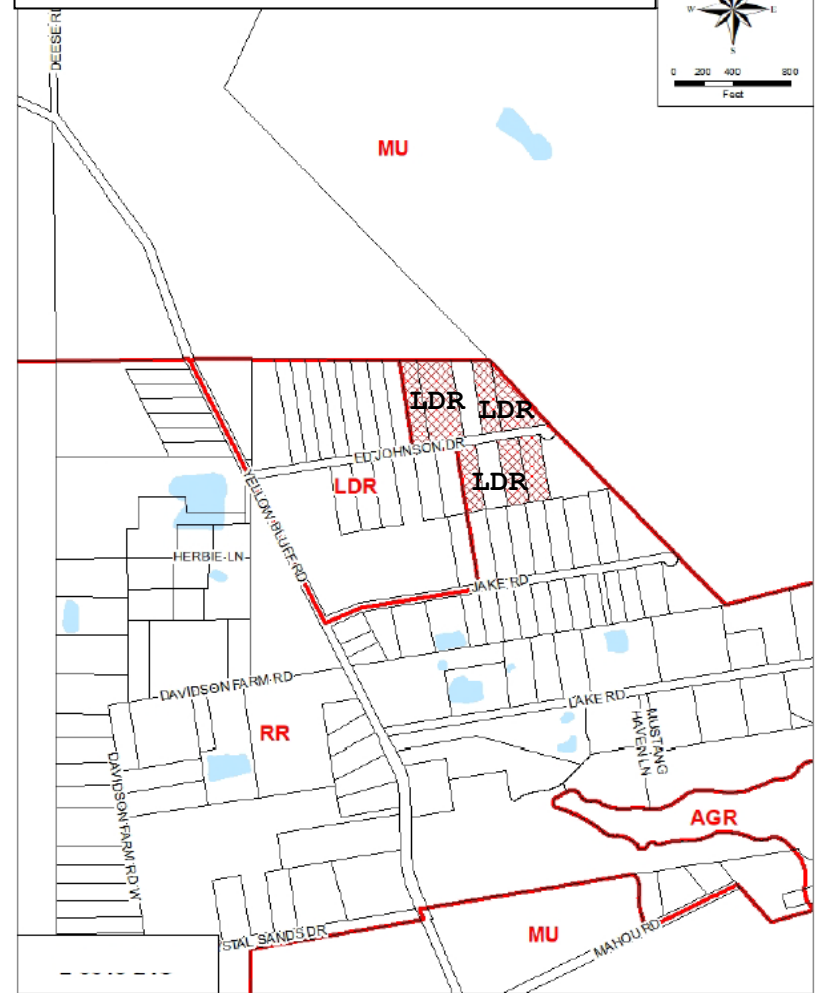 W E
S
0 200 400 800
Feet
DEESE RD
MU
LDR LDR
ED JOHNSON DR
LDR LDR
YELLOW BLUFF RD
HERBIE LN
JAKE RD
DAVIDSON FARM RD
LAKE RD
MUSTANG
HAVEN LN
RR
DAVIDSON FARM RD W
AGR
STAL SANDS DR
MU
MAHOU RD